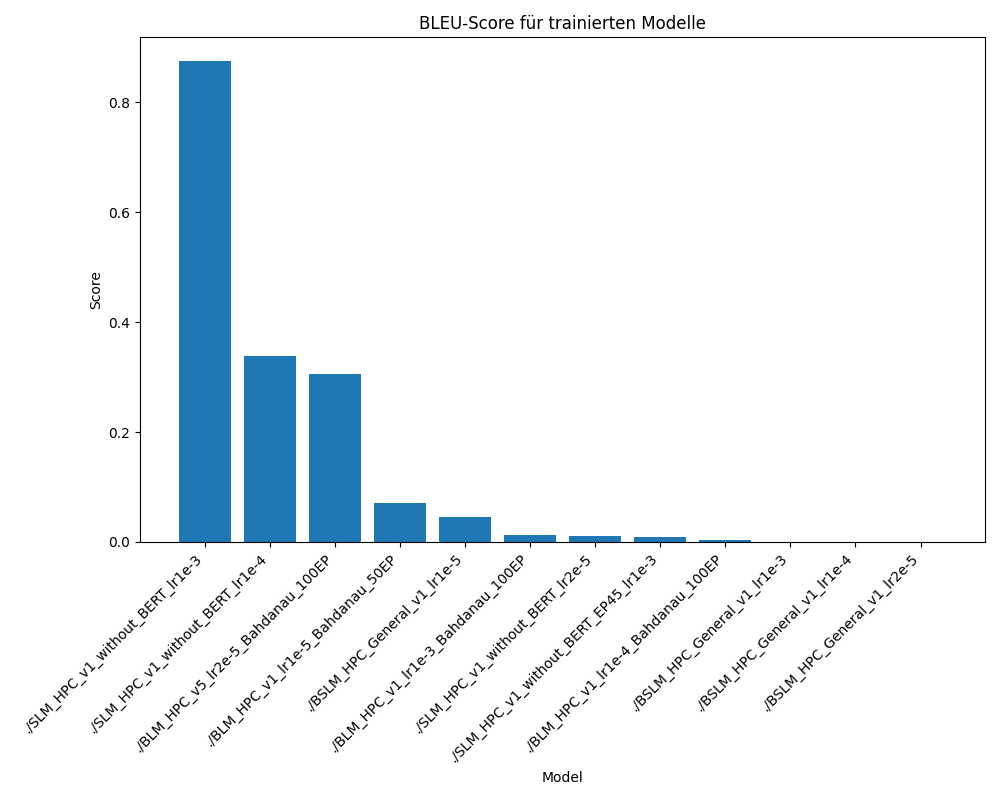 BLEU-Score für trainierten Modelle
Score
0.8
0.6
0.4
0.2
0.0
./SLM_HPC_v1_without_BERT_lr1e-3
./SLM_HPC_v1_without_BERT_lr1e-4
./BLM_HPC_v5_lr2e-5_Bahdanau_100EP
./BLM_HPC_v1_lr1e-5_Bahdanau_50EP
./BSLM_HPC_General_v1_lr1e-5
./BLM_HPC_v1_lr1e-3_Bahdanau_100EP
./SLM_HPC_v1_without_BERT_lr2e-5
./SLM_HPC_v1_without_BERT_EP45_lr1e-3
./BLM_HPC_v1_lr1e-4_Bahdanau_100EP
./BSLM_HPC_General_v1_lr1e-3
./BSLM_HPC_General_v1_lr1e-4
./BSLM_HPC_General_v1_lr2e-5
Model